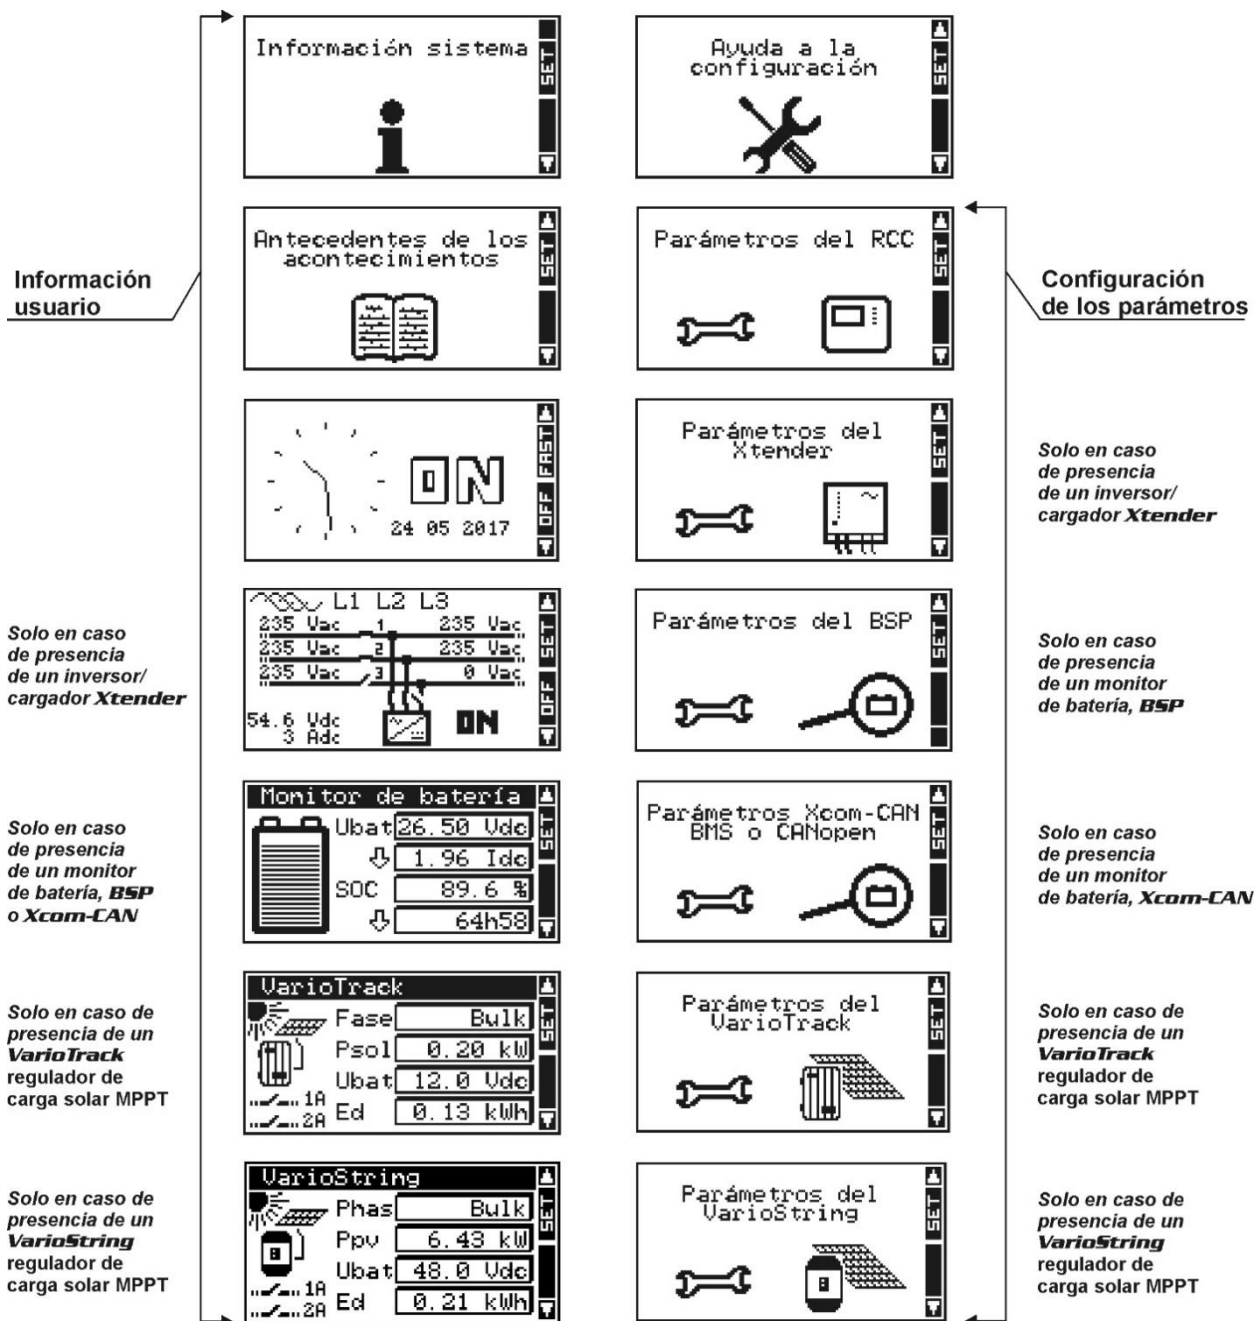 Información
usuario
Solo en caso
de presencia
de un inversor/
cargador Xtender
Solo en caso
de presencia
de un monitor
de batería, BSP
o Xcom-CAN
Solo en caso de
presencia de un
VarioTrack
regulador de
carga solar MPPT
Solo en caso de
presencia de un
VarioString
regulador de
carga solar MPPT
Información sistema
SET
Antecedentes de los
acontecimientos
SET
ON
24 05 2017
FAST
OFF
L1 L2 L3
235 Vac 1 235 Vac
235 Vac 2 235 Vac
235 Vac 3 0 Vac
54.6 Vdc
3 Adc
ON
SET
OFF
Monitor de batería
Ubat 26.50 Vdc
1.96 Idc
SOC 89.6 %
64h58
SET
VarioTrack
Fase Bulk
Psol 0.20 kW
Ubat 12.0 Vdc
1A
2A
Ed 0.13 kWh
SET
VarioString
Phas Bulk
Ppv 6.43 kW
Ubat 48.0 Vdc
1A
2A
Ed 0.21 kWh
SET
Ayuda a la
configuración
SET
Parámetros del RCC
SET
Parámetros del
Xtender
SET
Parámetros del BSP
SET
Parámetros Xcom-CAN
BMS o CANopen
SET
Parámetros del
VarioTrack
SET
Parámetros del
VarioString
SET
Configuración
de los parámetros
Solo en caso
de presencia
de un inversor/
cargador Xtender
Solo en caso
de presencia
de un monitor
de batería, BSP
Solo en caso
de presencia
de un monitor
de batería, Xcom-CAN
Solo en caso de
presencia de un
VarioTrack
regulador de
carga solar MPPT
Solo en caso de
presencia de un
VarioString
regulador de
carga solar MPPT